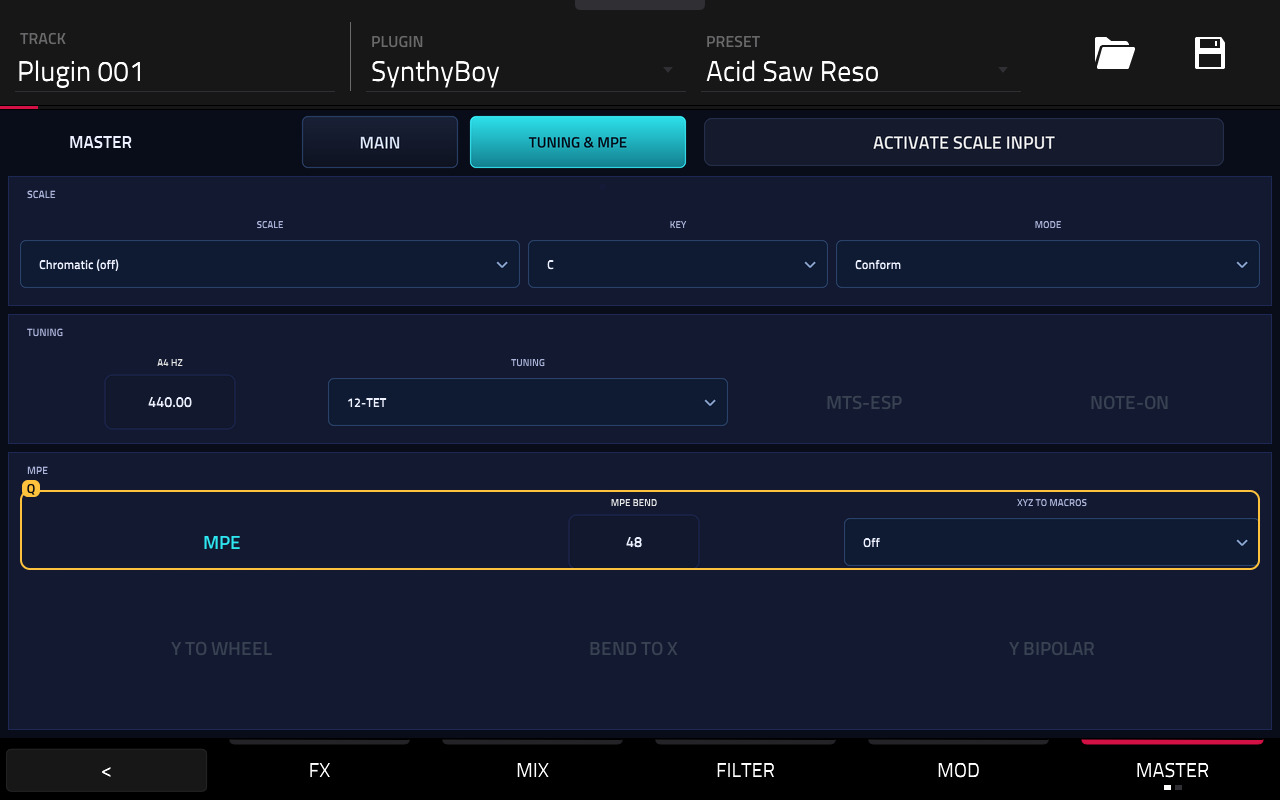 TRACK
Plugin 001
PLUGIN
SynthyBoy
PRESET
Acid Saw Reso
MASTER
MAIN
TUNING & MPE
ACTIVATE SCALE INPUT
SCALE
SCALE
KEY
MODE
Chromatic (off)
C
Conform
TUNING
A4 HZ
TUNING
440.00
12-TET
MTS-ESP
NOTE-ON
MPE
Q
MPE BEND
XYZ TO MACROS
MPE
48
Off
Y TO WHEEL
BEND TO X
Y BIPOLAR
<
FX
MIX
FILTER
MOD
MASTER